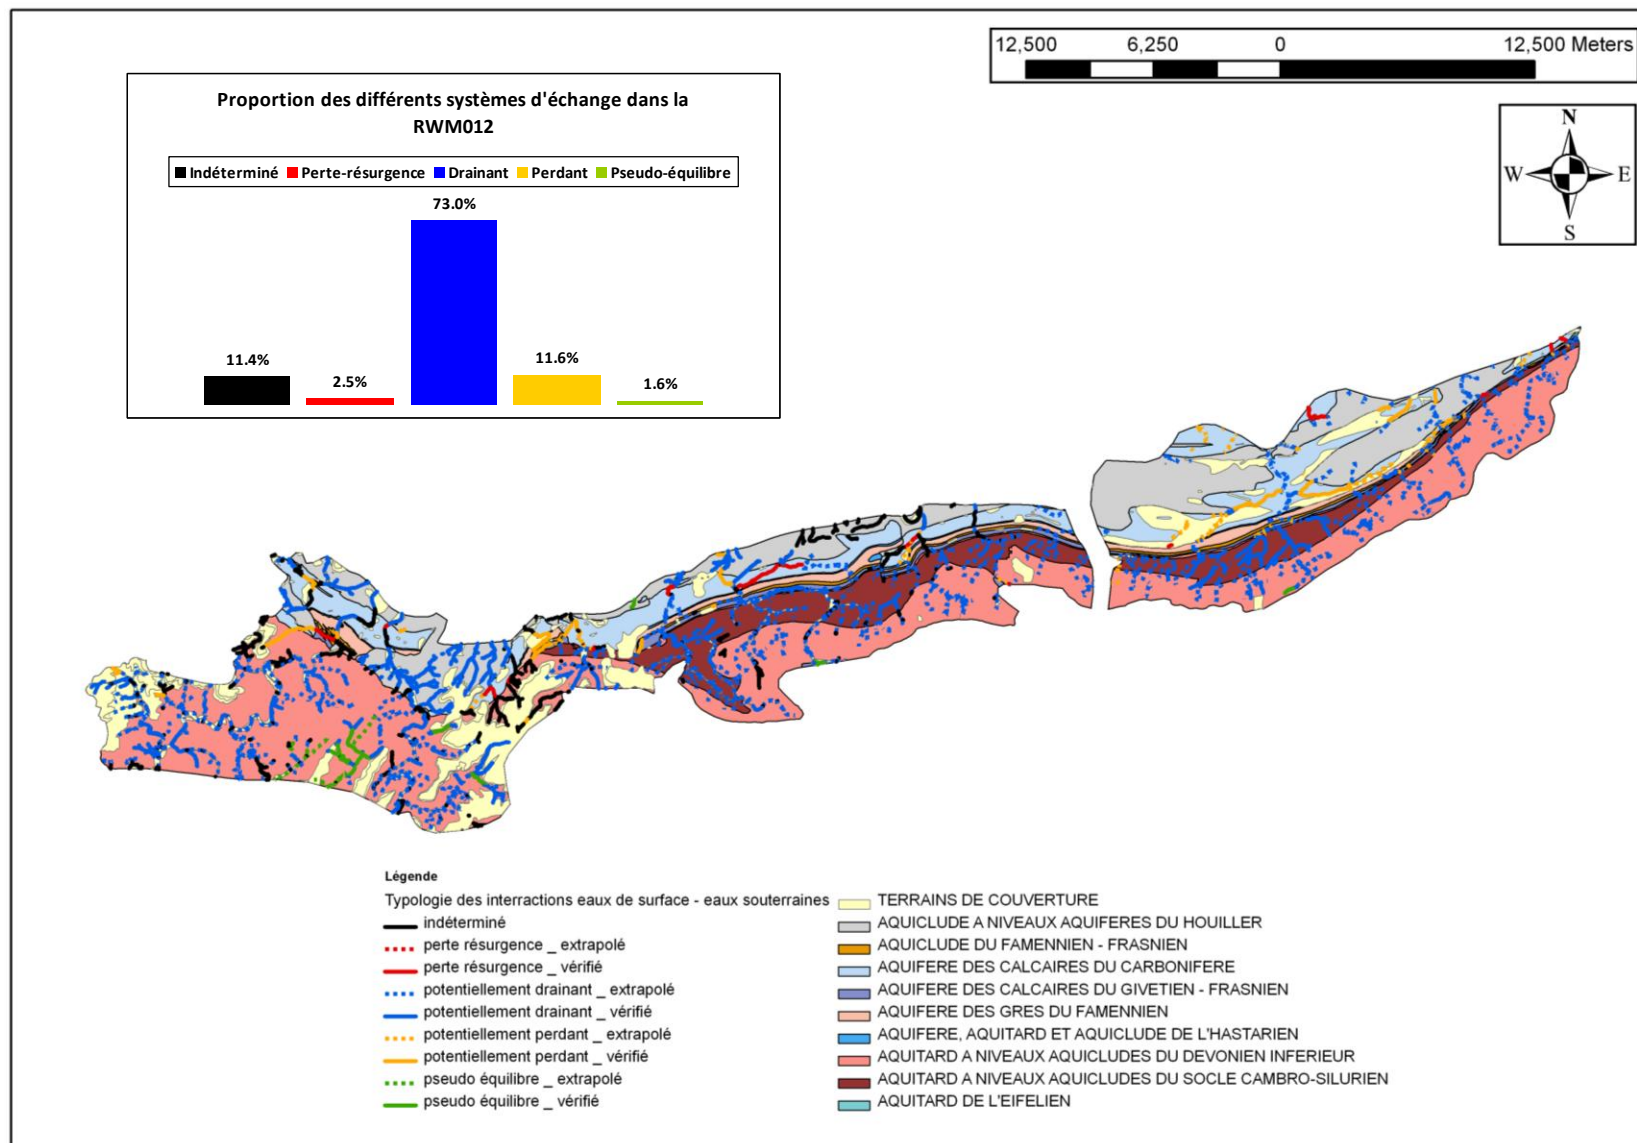 12,500 6,250 0 12,500 Meters
N
W E
S
Proportion des différents systèmes d'échange dans la
RWM012
Indéterminé Perte-résurgence Drainant Perdant Pseudo-équilibre
73.0%
11.4%
2.5%
11.6%
1.6%
Légende
Typologie des interractions eaux de surface - eaux souterraines
indéterminé
perte résurgence _ extrapolé
perte résurgence _ vérifié
potentiellement drainant _ extrapolé
potentiellement drainant _ vérifié
potentiellement perdant _ extrapolé
potentiellement perdant _ vérifié
pseudo équilibre _ extrapolé
pseudo équilibre _ vérifié
TERRAINS DE COUVERTURE
AQUICLUDE A NIVEAUX AQUIFERES DU HOUILLER
AQUICLUDE DU FAMENNIEN - FRASNIEN
AQUIFERE DES CALCAIRES DU CARBONIFERE
AQUIFERE DES CALCAIRES DU GIVETIEN - FRASNIEN
AQUIFERE DES GRES DU FAMENNIEN
AQUIFERE, AQUITARD ET AQUICLUDE DE L'HASTARIEN
AQUITARD A NIVEAUX AQUICLUDES DU DEVONIEN INFERIEUR
AQUITARD A NIVEAUX AQUICLUDES DU SOCLE CAMBRO-SILURIEN
AQUITARD DE L'EIFELIEN